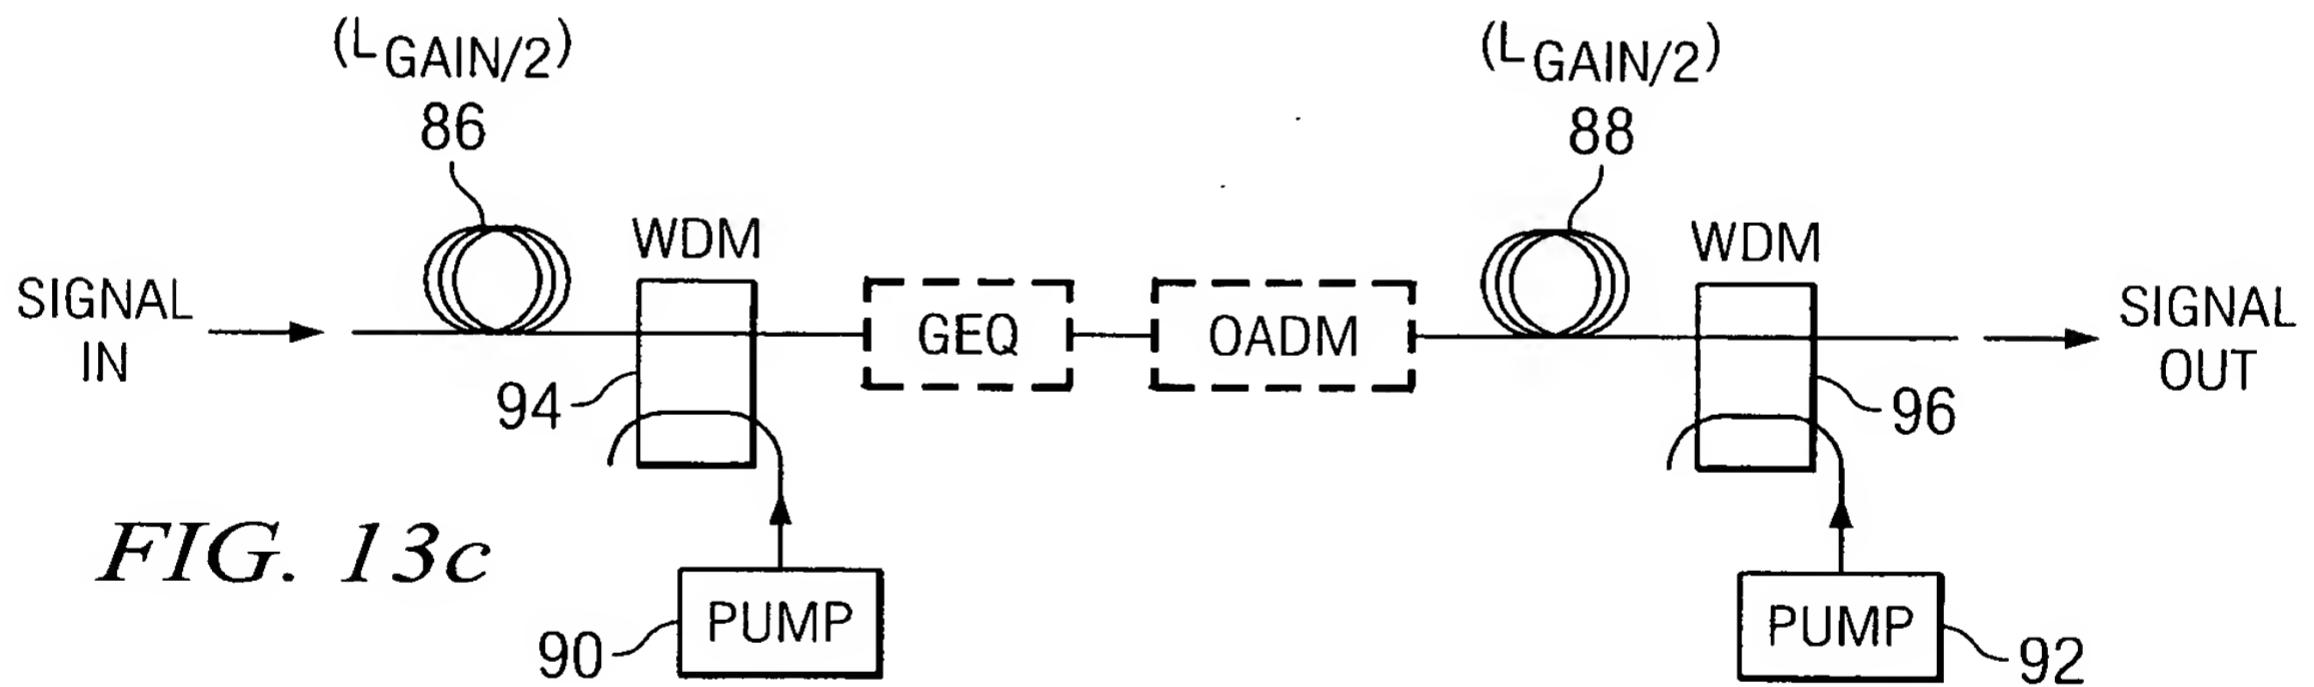 (LGAIN/2)
86
(LGAIN/2)
88
WDM
WDM
SIGNAL
IN
GEQ
OADM
SIGNAL
OUT
94
96
FIG. 13c
PUMP
90
PUMP
92